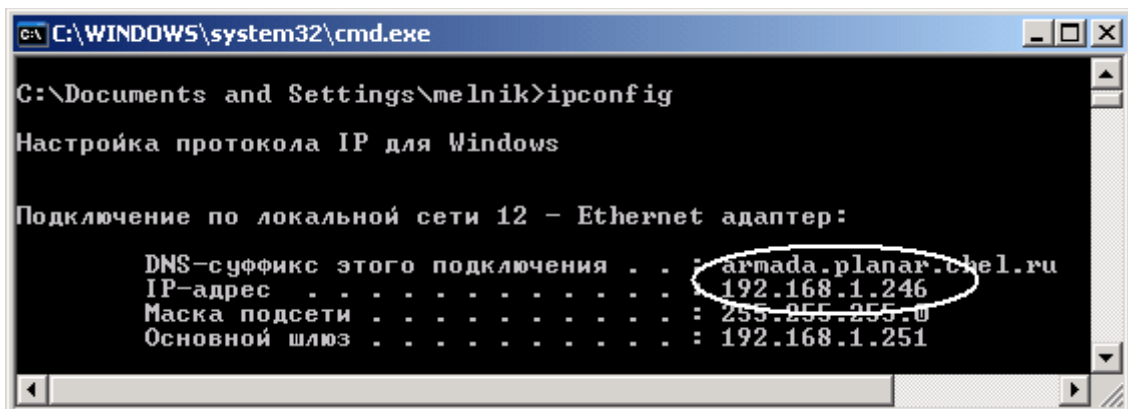 C:\WINDOWS\system32\cmd.exe
C:\Documents and Settings\melnik>ipconfig
Настройка протокола IP для Windows
Подключение по локальной сети 12 - Ethernet адаптер:
DNS-суффикс этого подключения . . : armada.planar.chel.ru
IP-адрес . . . . . . . . . . . . : 192.168.1.246
Маска подсети . . . . . . . . . . : 255.255.255.0
Основной шлюз . . . . . . . . . . : 192.168.1.251